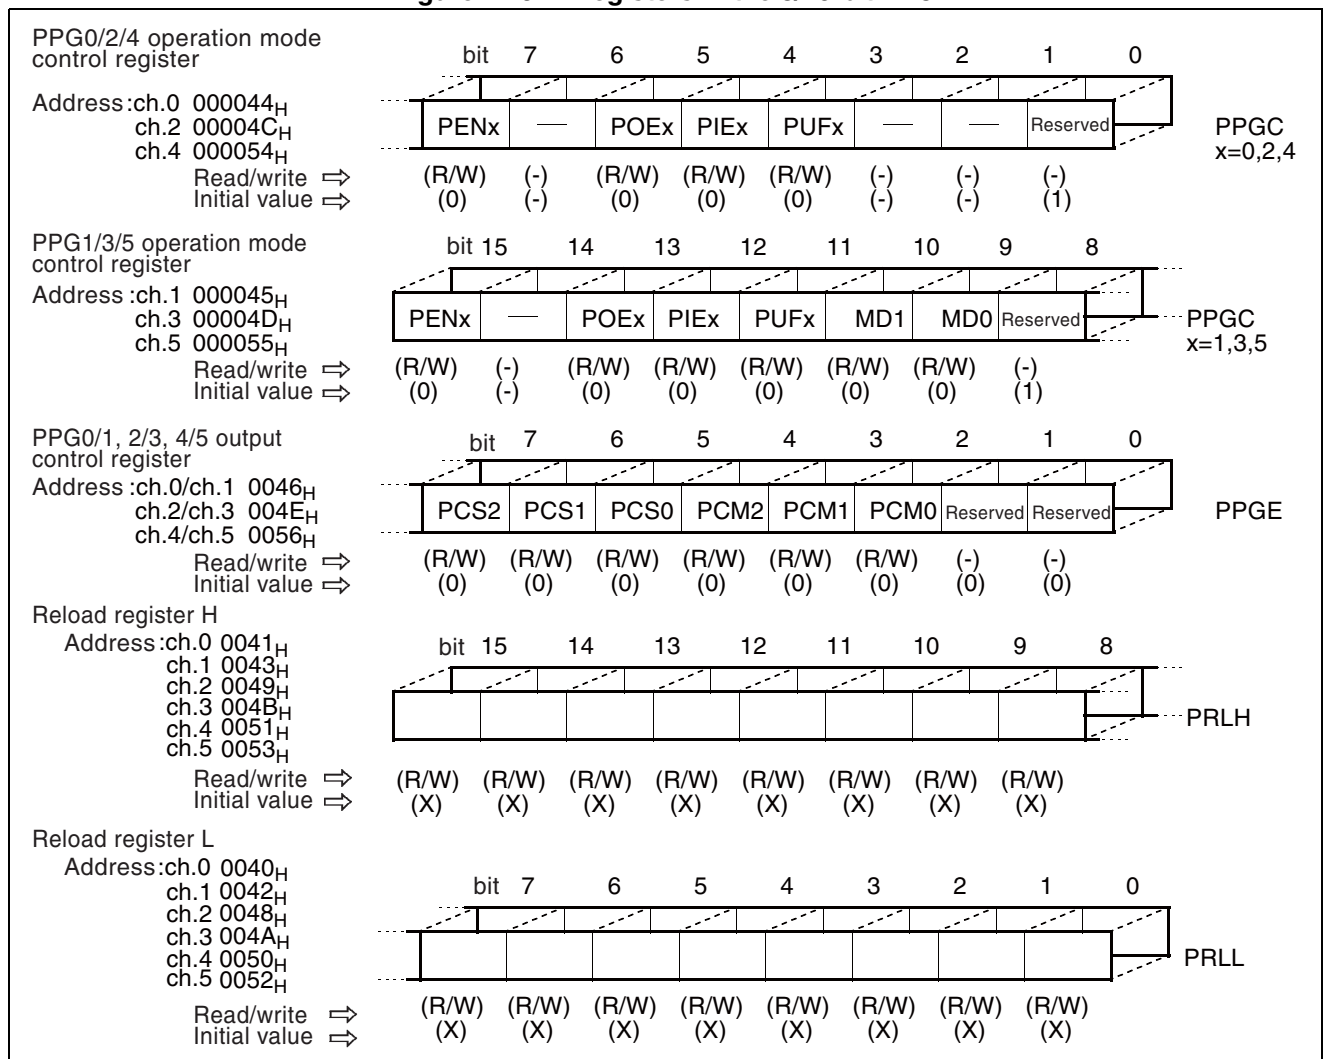 PPG0/2/4 operation mode
control register
bit 7 6 5 4 3 2 1 0
Address :ch.0 000044H
ch.2 00004CH
ch.4 000054H
PENx — POEx PIEx PUFx — — Reserved
PPGC
x=0,2,4
Read/write ⇨ (R/W) (-) (R/W) (R/W) (R/W) (-) (-) (-)
Initial value ⇨ (0) (-) (0) (0) (0) (-) (-) (1)
PPG1/3/5 operation mode
control register
bit 15 14 13 12 11 10 9 8
Address :ch.1 000045H
ch.3 00004DH
ch.5 000055H
PENx — POEx PIEx PUFx MD1 MD0 Reserved
PPGC
x=1,3,5
Read/write ⇨ (R/W) (-) (R/W) (R/W) (R/W) (R/W) (R/W) (-)
Initial value ⇨ (0) (-) (0) (0) (0) (0) (0) (1)
PPG0/1, 2/3, 4/5 output
control register
bit 7 6 5 4 3 2 1 0
Address :ch.0/ch.1 0046H
ch.2/ch.3 004EH
ch.4/ch.5 0056H
PCS2 PCS1 PCS0 PCM2 PCM1 PCM0 Reserved Reserved
PPGE
Read/write ⇨ (R/W) (R/W) (R/W) (R/W) (R/W) (R/W) (-) (-)
Initial value ⇨ (0) (0) (0) (0) (0) (0) (0) (0)
Reload register H
Address :ch.0 0041H
ch.1 0043H
ch.2 0049H
ch.3 004BH
ch.4 0051H
ch.5 0053H
bit 15 14 13 12 11 10 9 8
PRLH
Read/write ⇨ (R/W) (R/W) (R/W) (R/W) (R/W) (R/W) (R/W) (R/W)
Initial value ⇨ (X) (X) (X) (X) (X) (X) (X) (X)
Reload register L
Address :ch.0 0040H
ch.1 0042H
ch.2 0048H
ch.3 004AH
ch.4 0050H
ch.5 0052H
bit 7 6 5 4 3 2 1 0
PRLL
Read/write ⇨ (R/W) (R/W) (R/W) (R/W) (R/W) (R/W) (R/W) (R/W)
Initial value ⇨ (X) (X) (X) (X) (X) (X) (X) (X)